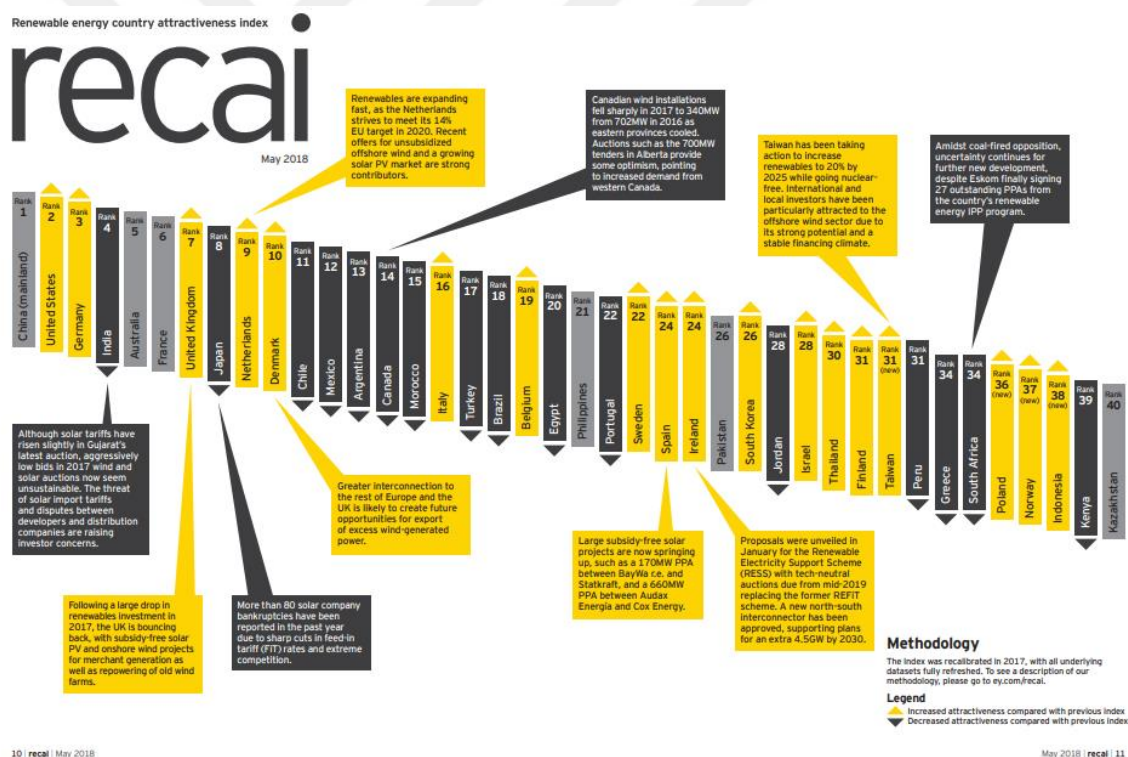 Renewable energy country attractiveness index
recai
May 2018
Renewables are expanding
fast, as the Netherlands
strives to meet its 14%
EU target in 2020. Recent
offers for unsubsidized
offshore wind and a growing
solar PV market are strong
contributors.
Canadian wind installations
fell sharply in 2017 to 340MW
from 702MW in 2016 as
eastern provinces cooled.
Auctions such as the 700MW
tenders in Alberta provide
some optimism, pointing
to increased demand from
western Canada.
Taiwan has been taking
action to increase
renewables to 20% by
2025 while going nuclear-
free. International and
local investors have been
particularly attracted to the
offshore wind sector due to
its strong potential and a
stable financing climate.
Amidst coal-fired opposition,
uncertainty continues for
further new development,
despite Eskom finally signing
27 outstanding PPAs from
the country's renewable
energy IPP program.
Rank
1
China (mainland)
Rank
2
United States
Rank
3
Germany
Rank
4
India
Rank
5
Australia
Rank
6
France
Rank
7
United Kingdom
Rank
8
Japan
Rank
9
Netherlands
Rank
10
Denmark
Rank
11
Chile
Rank
12
Mexico
Rank
13
Argentina
Rank
14
Canada
Rank
15
Morocco
Rank
16
Italy
Rank
17
Turkey
Rank
18
Brazil
Rank
19
Belgium
Rank
20
Egypt
Rank
21
Philippines
Rank
22
Portugal
Rank
22
Sweden
Rank
24
Spain
Rank
24
Ireland
Rank
26
Pakistan
Rank
26
South Korea
Rank
28
Jordan
Rank
28
Israel
Rank
30
Thailand
Rank
31
Finland
Rank
31
(new)
Taiwan
Rank
31
Peru
Rank
34
Greece
Rank
34
South Africa
Rank
36
(new)
Poland
Rank
37
(new)
Norway
Rank
38
(new)
Indonesia
Rank
39
Kenya
Rank
40
Kazakhstan
Although solar tariffs have
risen slightly in Gujarat's
latest auction, aggressively
low bids in 2017 wind and
solar auctions now seem
unsustainable. The threat
of solar import tariffs
and disputes between
developers and distribution
companies are raising
investor concerns.
Following a large drop in
renewables investment in
2017, the UK is bouncing
back, with subsidy-free solar
PV and onshore wind projects
for merchant generation as
well as repowering of old wind
farms.
More than 80 solar company
bankruptcies have been
reported in the past year
due to sharp cuts in feed-in
tariff (FIT) rates and extreme
competition.
Greater interconnection to
the rest of Europe and the
UK is likely to create future
opportunities for export
of excess wind-generated
power.
Large subsidy-free solar
projects are now springing
up, such as a 170MW PPA
between BayWa r.e. and
Statkraft, and a 660MW
PPA between Audax
Energia and Cox Energy.
Proposals were unveiled in
January for the Renewable
Electricity Support Scheme
(RESS) with tech-neutral
auctions due from mid-2019
replacing the former REFIT
scheme. A new north-south
interconnector has been
approved, supporting plans
for an extra 4.5GW by 2030.
Methodology
The Index was recalibrated in 2017, with all underlying
datasets fully refreshed. To see a description of our
methodology, please go to ey.com/recai.
Legend
Increased attractiveness compared with previous index
Decreased attractiveness compared with previous index
10 | recai | May 2018
May 2018 | recai | 11